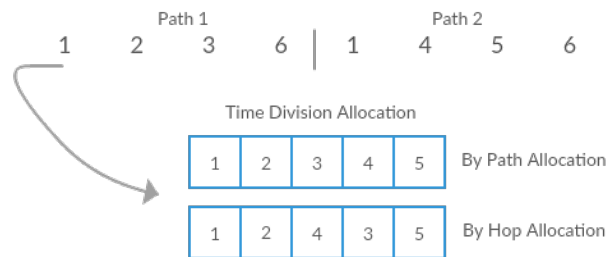 Path 1 Path 2
1 2 3 6 1 4 5 6
Time Division Allocation
1 2 3 4 5 By Path Allocation
1 2 4 3 5 By Hop Allocation